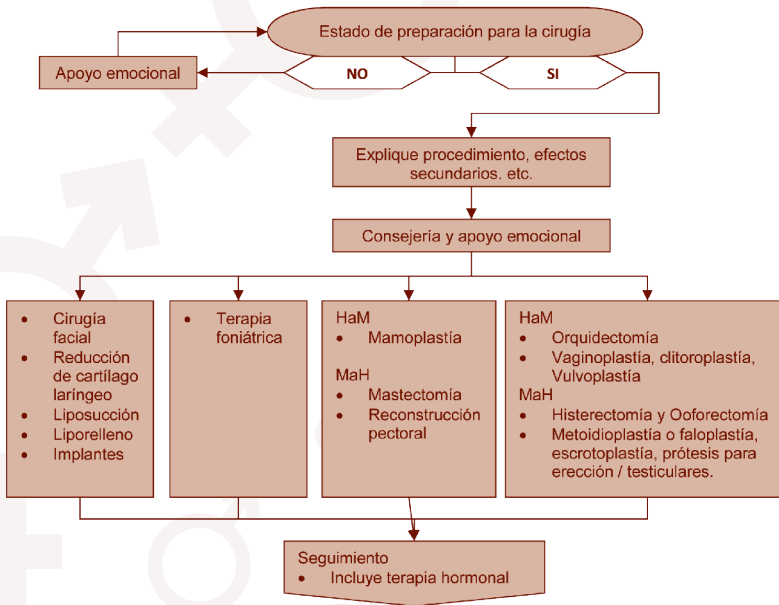 Estado de preparación para la cirugía
Apoyo emocional
NO
SI
Explique procedimiento, efectos
secundarios, etc.
Consejería y apoyo emocional
• Cirugía
facial
• Reducción
de cartílago
laríngeo
• Liposucción
• Liporelleno
• Implantes
• Terapia
foniátrica
HaM
• Mamoplastía
MaH
• Mastectomía
• Reconstrucción
pectoral
HaM
• Orquidectomía
• Vaginoplastía, clitoroplastía,
Vulvoplastía
MaH
• Histerectomía y Ooforectomía
• Metoidioplastía o faloplastía,
escrotoplastía, prótesis para
erección / testiculares.
Seguimiento
• Incluye terapia hormonal